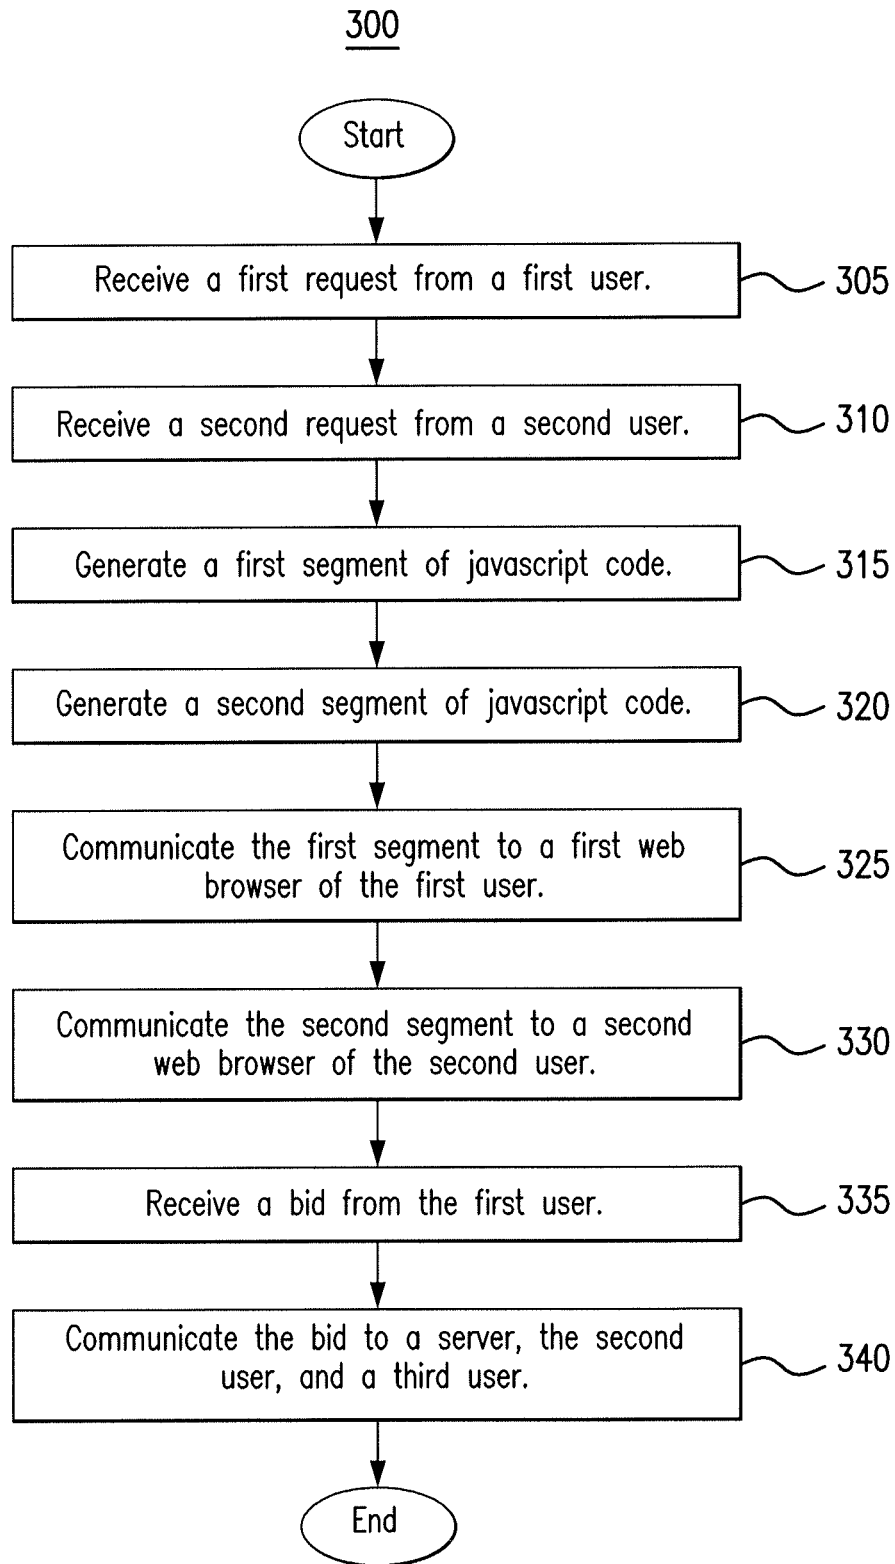 300
Start
Receive a first request from a first user.
305
Receive a second request from a second user.
310
Generate a first segment of javascript code.
315
Generate a second segment of javascript code.
320
Communicate the first segment to a first web
browser of the first user.
325
Communicate the second segment to a second
web browser of the second user.
330
Receive a bid from the first user.
335
Communicate the bid to a server, the second
user, and a third user.
340
End